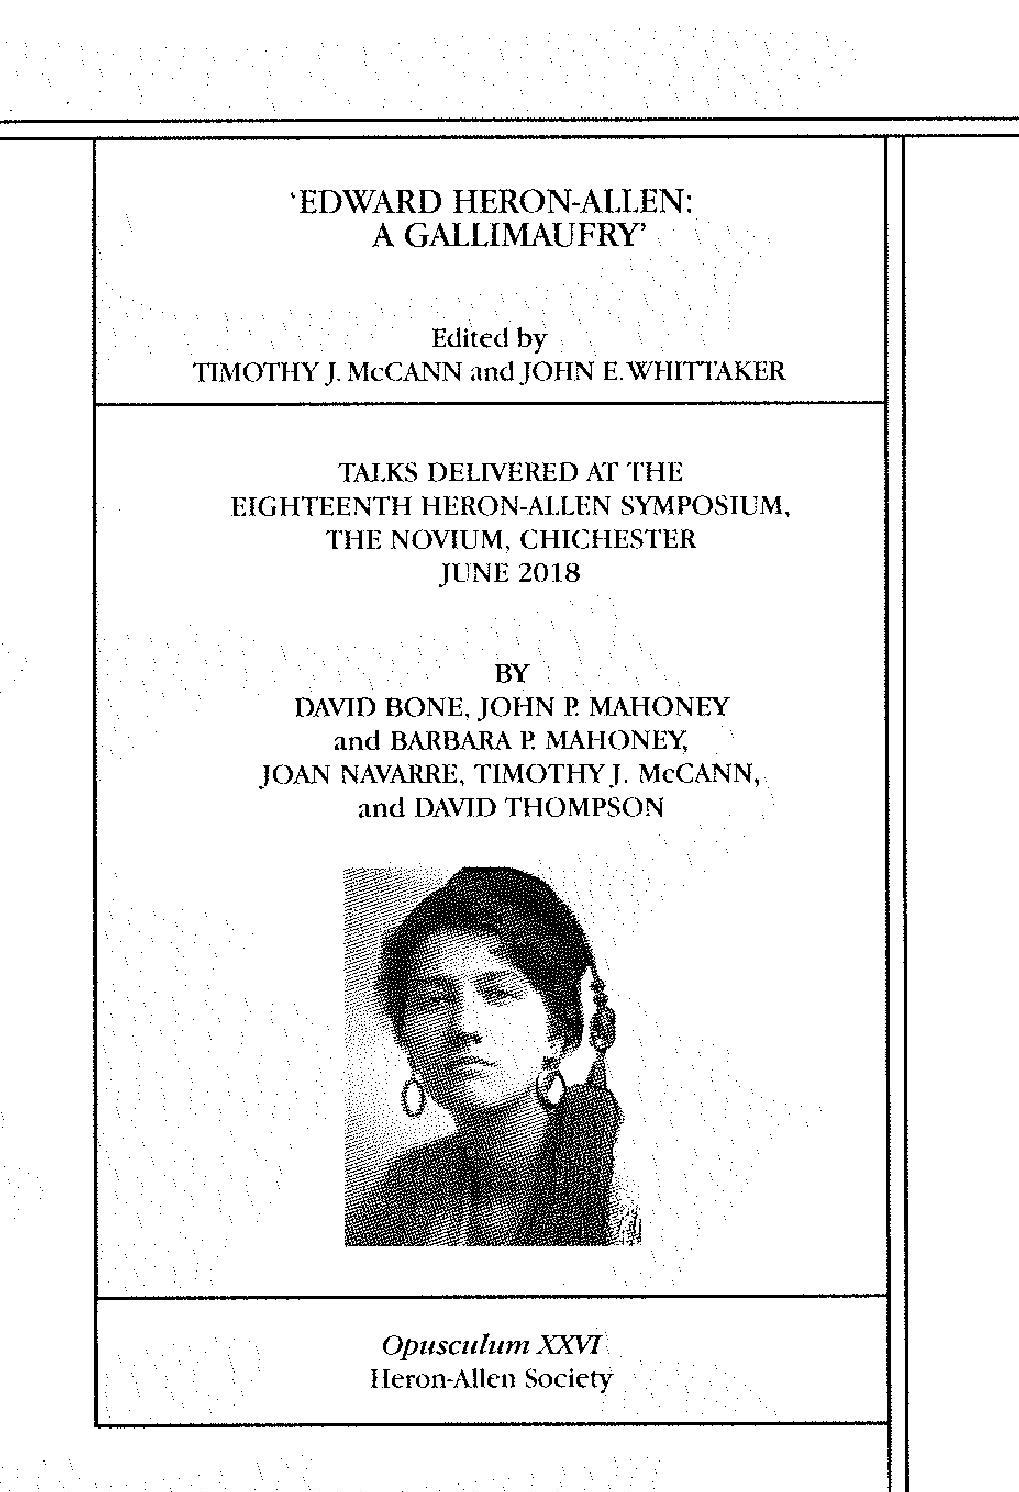 'EDWARD HERON-ALLEN:
A GALLIMAUFRY'
Edited by
TIMOTHY J. McCANN and JOHN E. WHITTAKER
TALKS DELIVERED AT THE
EIGHTEENTH HERON-ALLEN SYMPOSIUM,
THE NOVIUM, CHICHESTER
JUNE 2018
BY
DAVID BONE, JOHN P. MAHONEY
and BARBARA P. MAHONEY,
JOAN NAVARRE, TIMOTHY J. McCANN,
and DAVID THOMPSON
Opusculum XXVI
Heron-Allen Society